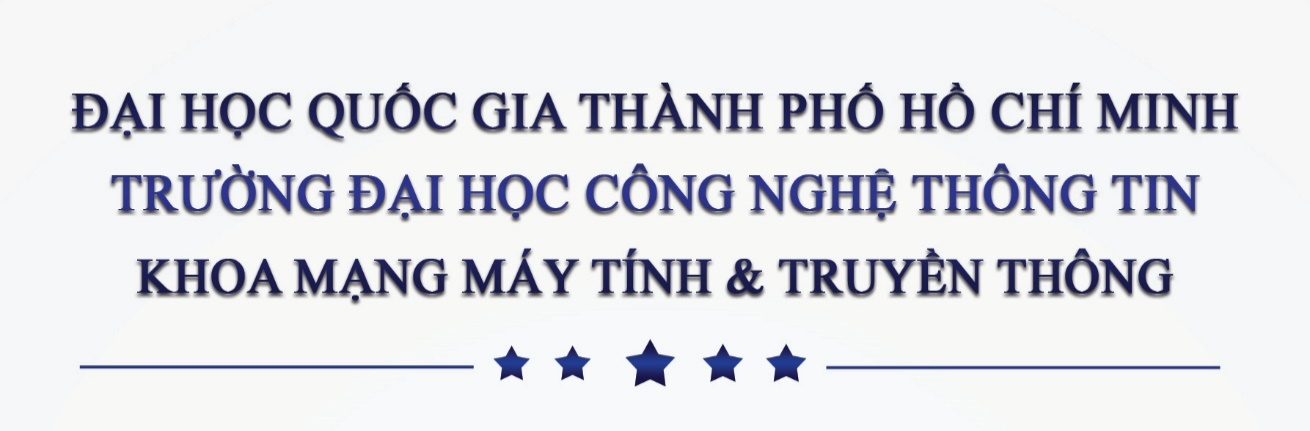 ĐẠI HỌC QUỐC GIA THÀNH PHỐ HỒ CHÍ MINH
TRƯỜNG ĐẠI HỌC CÔNG NGHỆ THÔNG TIN
KHOA MẠNG MÁY TÍNH & TRUYỀN THÔNG